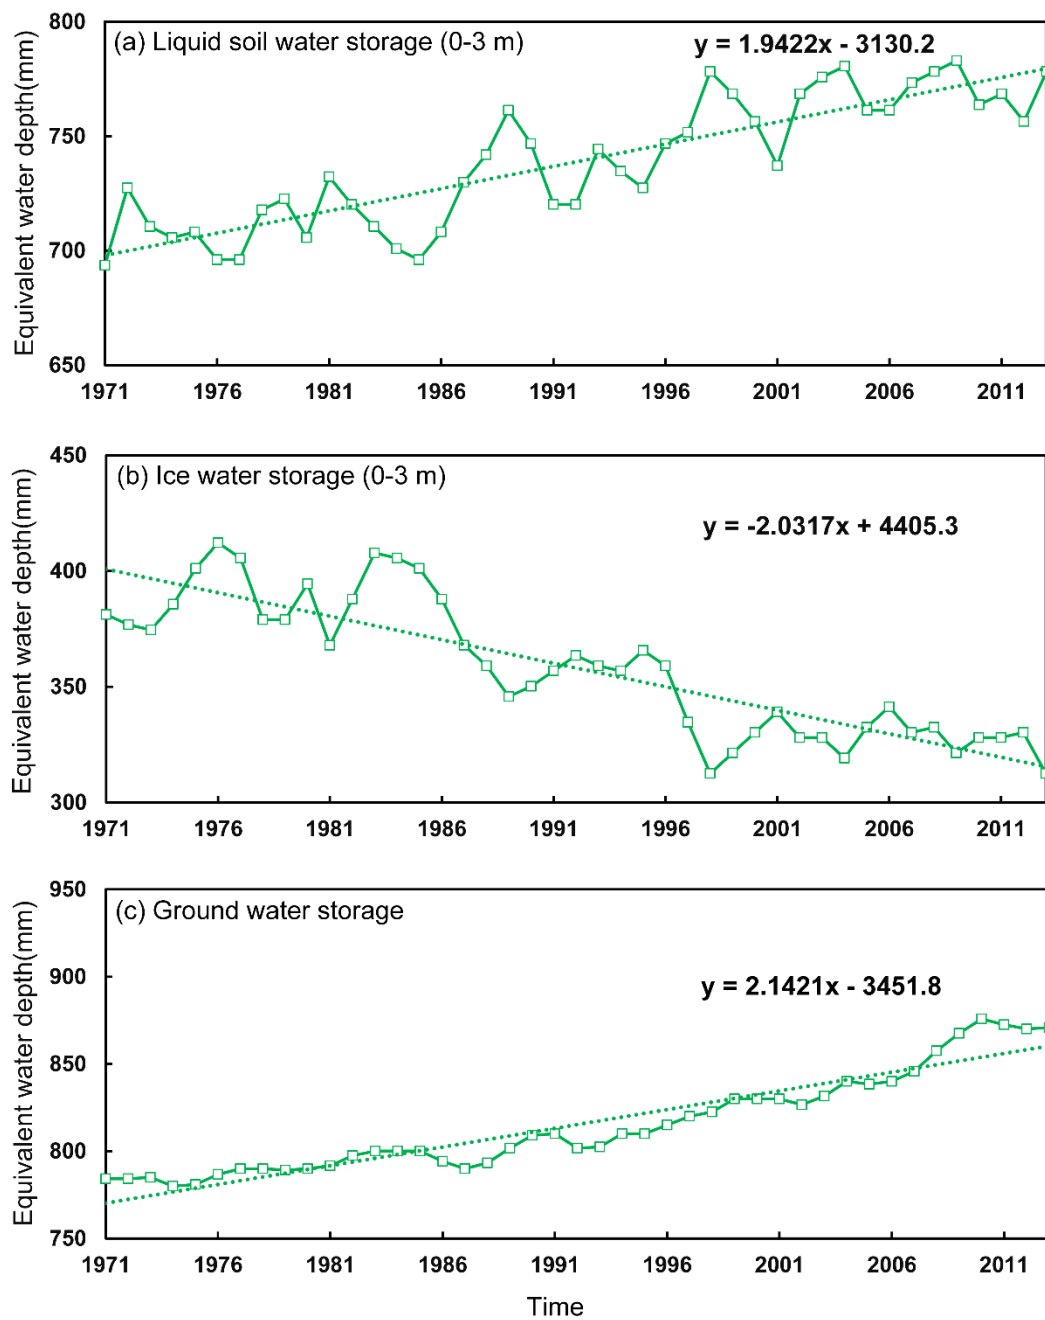 (a) Liquid soil water storage (0-3 m)
y = 1.9422x - 3130.2
Equivalent water depth(mm)
800
750
700
650
1971 1976 1981 1986 1991 1996 2001 2006 2011
(b) Ice water storage (0-3 m)
y = -2.0317x + 4405.3
Equivalent water depth(mm)
450
400
350
300
1971 1976 1981 1986 1991 1996 2001 2006 2011
(c) Ground water storage
y = 2.1421x - 3451.8
Equivalent water depth(mm)
950
900
850
800
750
1971 1976 1981 1986 1991 1996 2001 2006 2011
Time